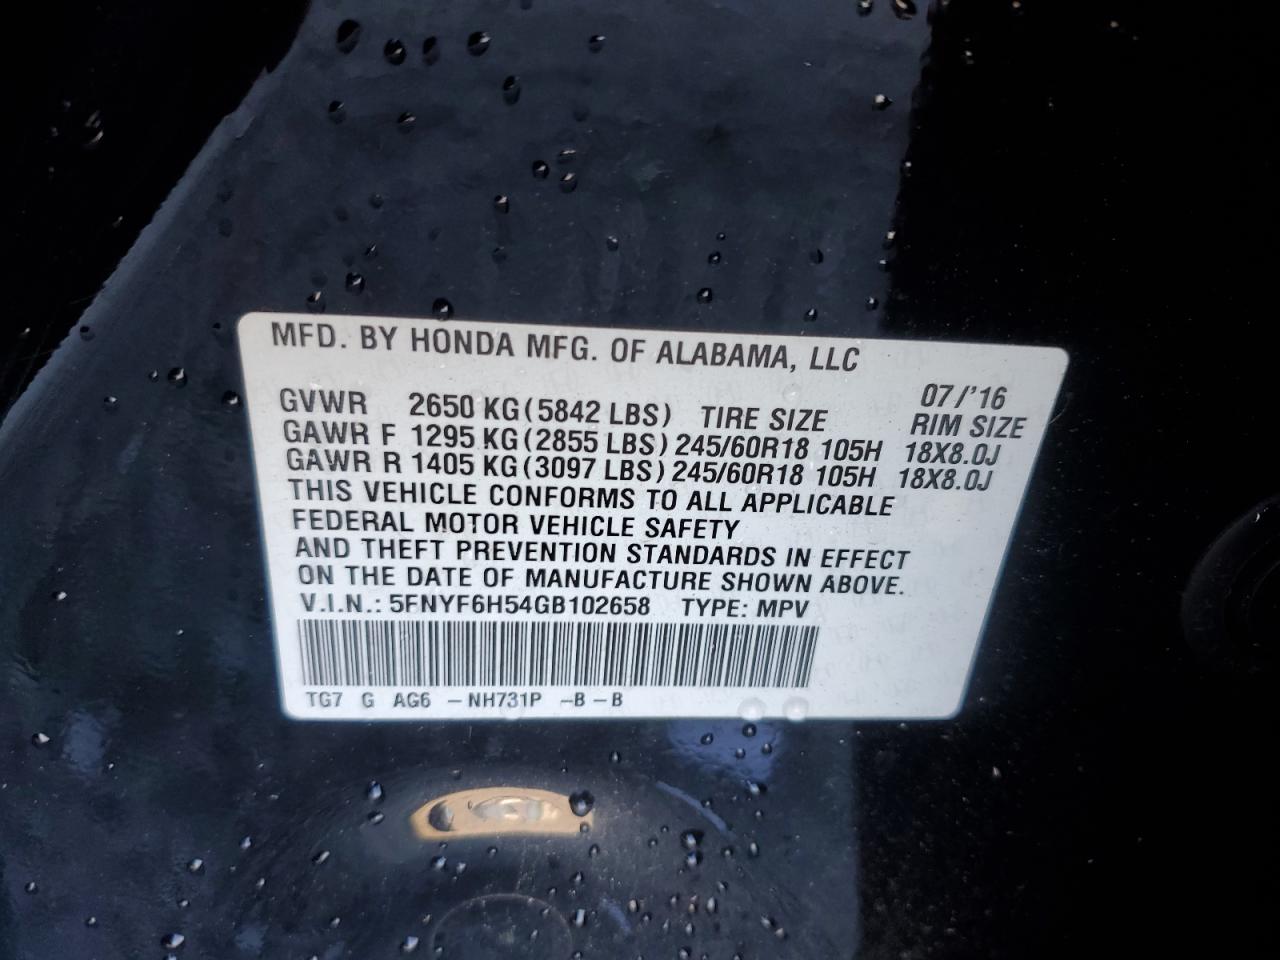 MFD. BY HONDA MFG. OF ALABAMA, LLC
07/'16
GVWR 2650 KG (5842 LBS) TIRE SIZE RIM SIZE
GAWR F 1295 KG (2855 LBS) 245/60R18 105H 18X8.0J
GAWR R 1405 KG (3097 LBS) 245/60R18 105H 18X8.0J
THIS VEHICLE CONFORMS TO ALL APPLICABLE
FEDERAL MOTOR VEHICLE SAFETY
AND THEFT PREVENTION STANDARDS IN EFFECT
ON THE DATE OF MANUFACTURE SHOWN ABOVE.
V.I.N.: 5FNYF6H54GB102658 TYPE: MPV
TG7 G AG6 – NH731P –B – B